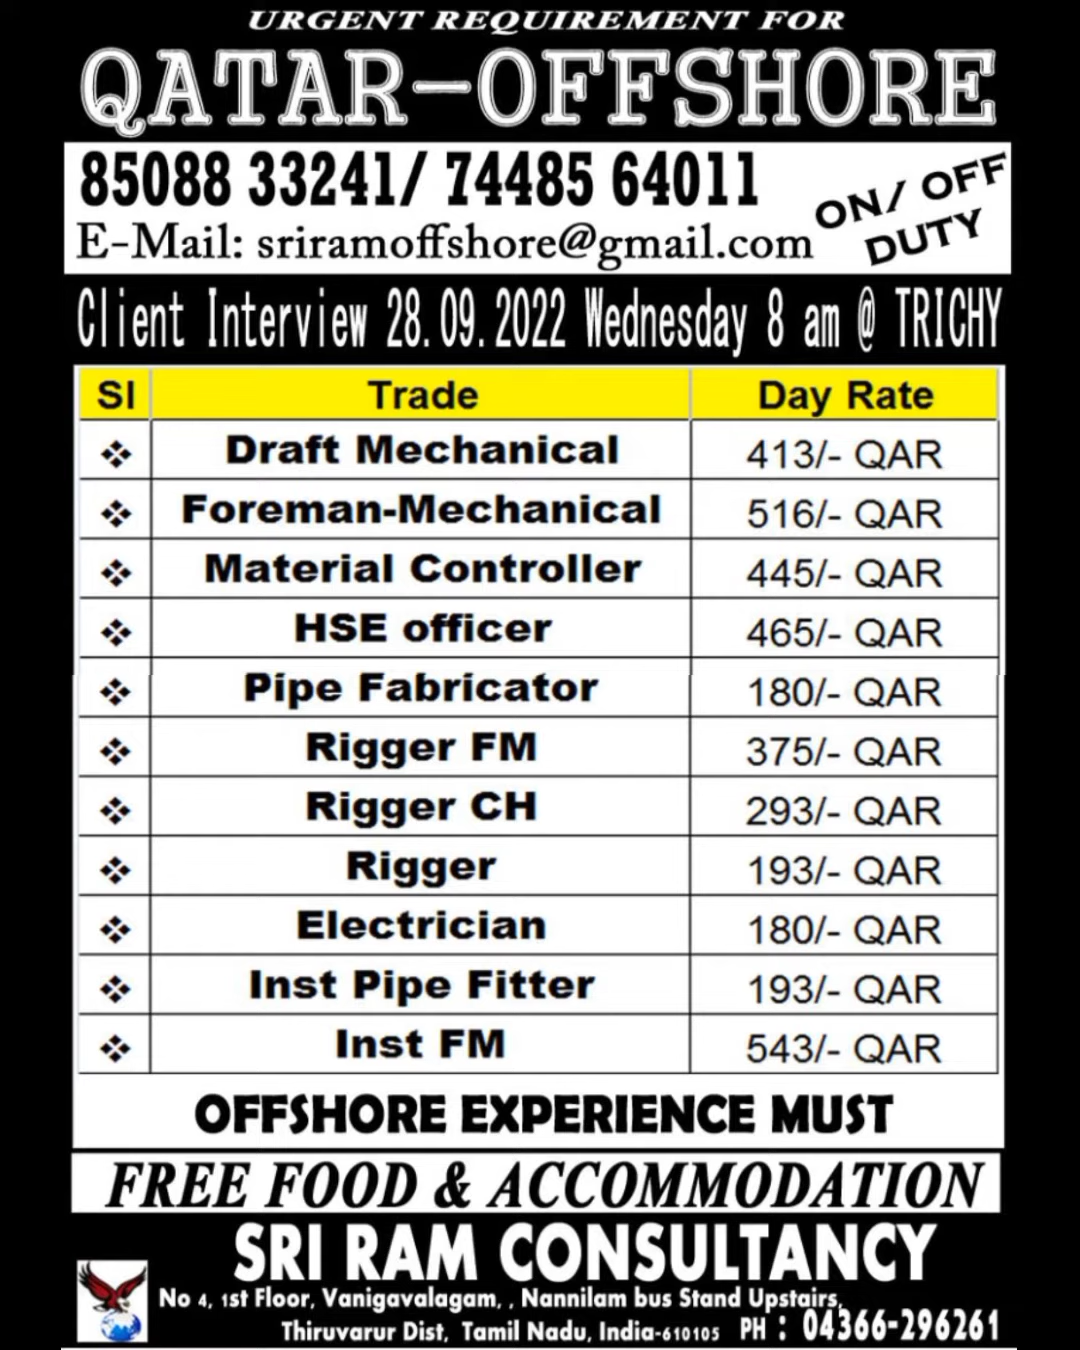 URGENT REQUIREMENT FOR
QATAR-OFFSHORE
85088 33241/ 74485 64011
E-Mail: sriramoffshore@gmail.com
ON/ OFF
DUTY
Client Interview 28.09.2022 Wednesday 8 am @ TRICHY
SI Trade Day Rate
❖ Draft Mechanical 413/- QAR
❖ Foreman-Mechanical 516/- QAR
❖ Material Controller 445/- QAR
❖ HSE officer 465/- QAR
❖ Pipe Fabricator 180/- QAR
❖ Rigger FM 375/- QAR
❖ Rigger CH 293/- QAR
❖ Rigger 193/- QAR
❖ Electrician 180/- QAR
❖ Inst Pipe Fitter 193/- QAR
❖ Inst FM 543/- QAR
OFFSHORE EXPERIENCE MUST
FREE FOOD & ACCOMMODATION
SRI RAM CONSULTANCY
No 4, 1st Floor, Vanigavalagam, , Nannilam bus Stand Upstairs,
Thiruvarur Dist, Tamil Nadu, India-610105 PH : 04366-296261